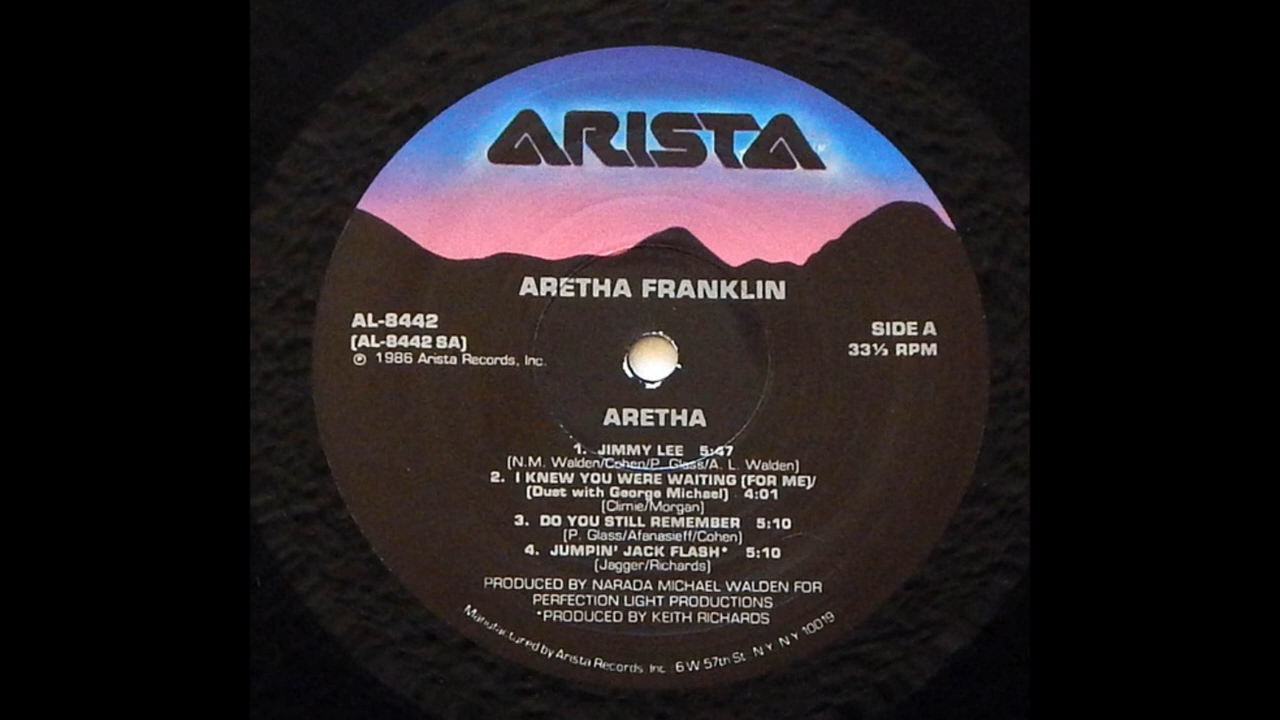 ARISTA
ARETHA FRANKLIN
AL-8442
(AL-8442 SA)
℗ 1986 Arista Records, Inc.
SIDE A
33⅓ RPM
ARETHA
1. JIMMY LEE 5:47
(N.M. Walden/Cohen/P. Glass/A. L. Walden)
2. I KNEW YOU WERE WAITING (FOR ME)/
(Duet with George Michael) 4:01
(Climie/Morgan)
3. DO YOU STILL REMEMBER 5:10
(P. Glass/Afanasieff/Cohen)
4. JUMPIN' JACK FLASH* 5:10
(Jagger/Richards)
PRODUCED BY NARADA MICHAEL WALDEN FOR
PERFECTION LIGHT PRODUCTIONS
*PRODUCED BY KEITH RICHARDS
Manufactured by Arista Records, Inc. 6 W 57th St. N.Y. N.Y. 10019